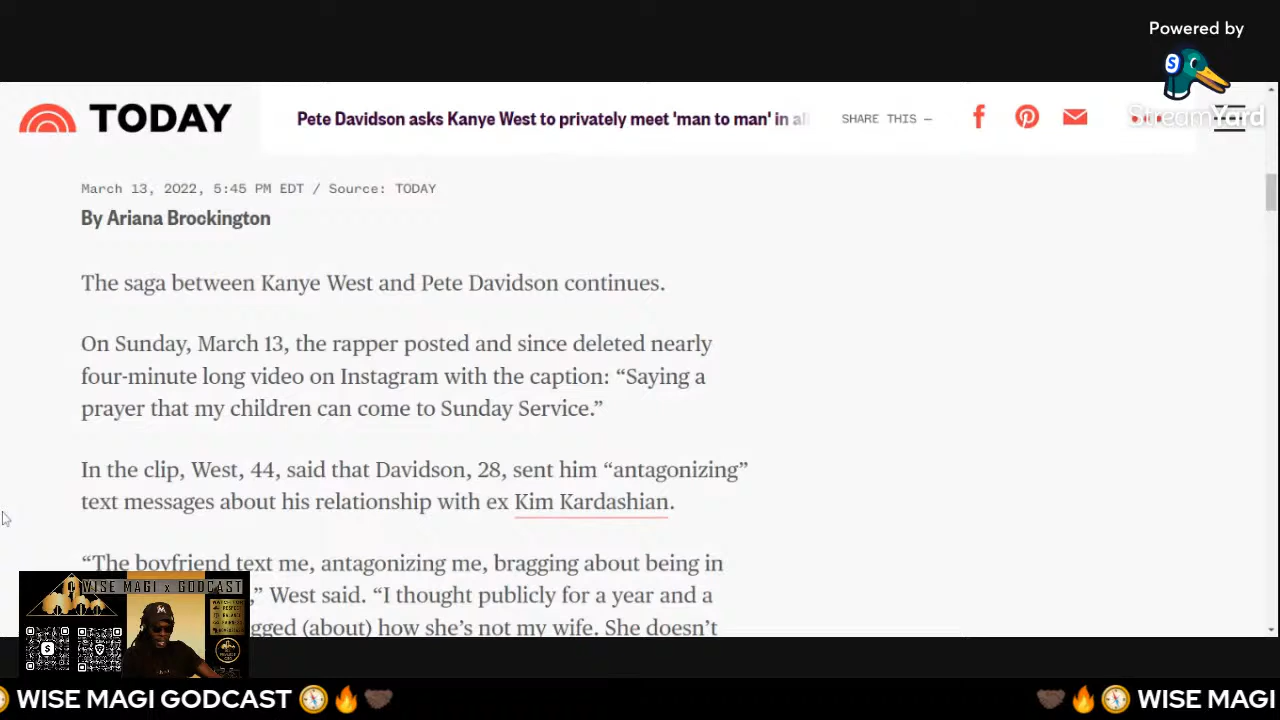 Powered by
StreamYard
TODAY
Pete Davidson asks Kanye West to privately meet 'man to man' in
SHARE THIS —
March 13, 2022, 5:45 PM EDT / Source: TODAY
By Ariana Brockington
The saga between Kanye West and Pete Davidson continues.
On Sunday, March 13, the rapper posted and since deleted nearly
four-minute long video on Instagram with the caption: “Saying a
prayer that my children can come to Sunday Service.”
In the clip, West, 44, said that Davidson, 28, sent him “antagonizing”
text messages about his relationship with ex Kim Kardashian.
“The boyfriend text me, antagonizing me, bragging about being in
,” West said. “I thought publicly for a year and a
gged (about) how she’s not my wife. She doesn’t
WISE MAGI x GODCAST
WISE MAGI GODCAST
WISE MAGI